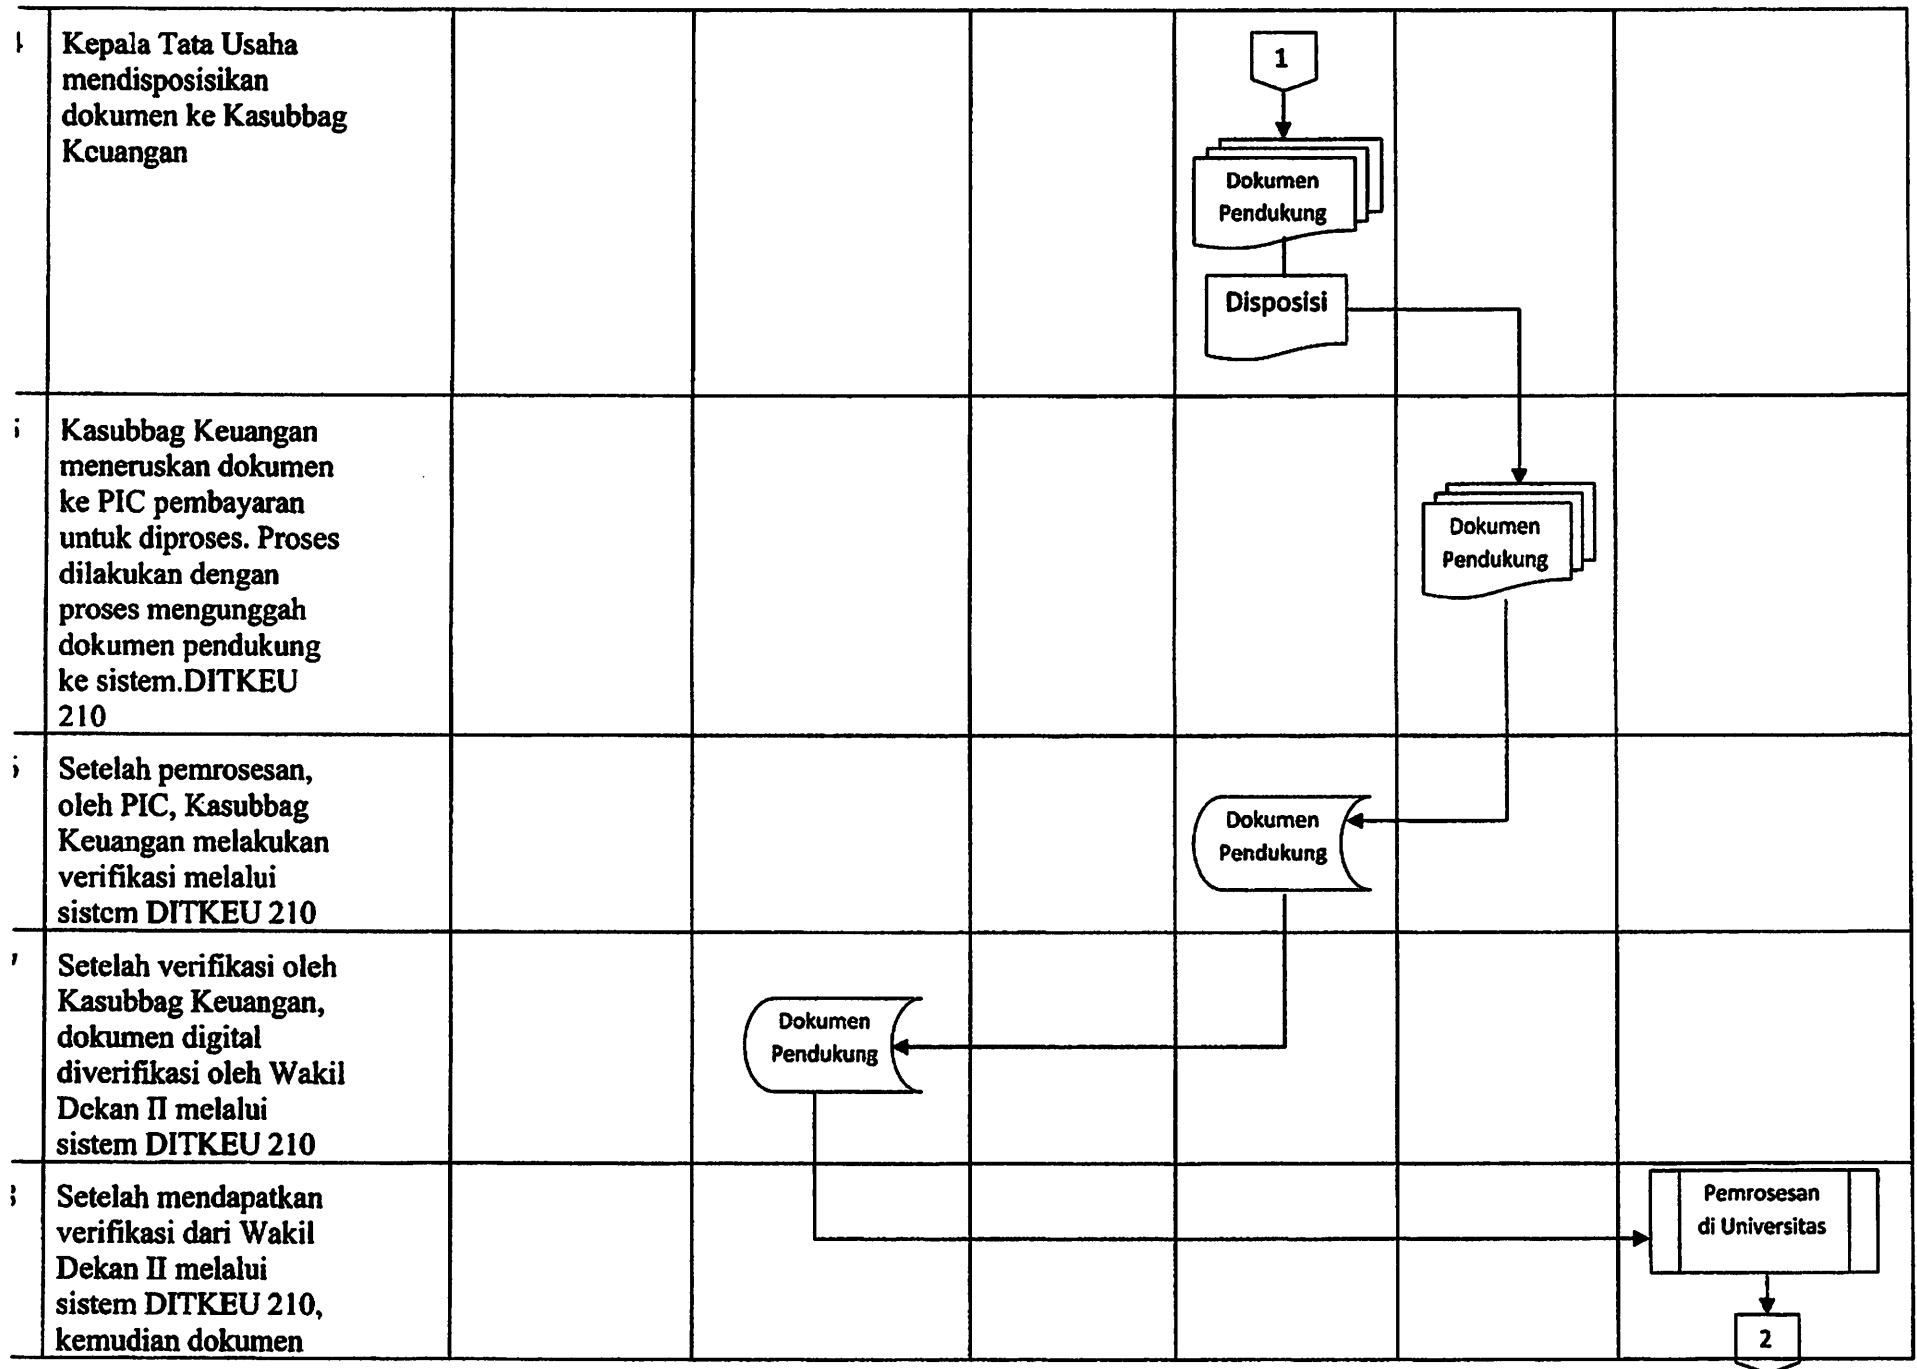 Kepala Tata Usaha
mendisposisikan
dokumen ke Kasubbag
Keuangan
1
Dokumen
Pendukung
Disposisi
Kasubbag Keuangan
meneruskan dokumen
ke PIC pembayaran
untuk diproses. Proses
dilakukan dengan
proses mengunggah
dokumen pendukung
ke sistem.DITKEU
210
Dokumen
Pendukung
Setelah pemrosesan,
oleh PIC, Kasubbag
Keuangan melakukan
verifikasi melalui
sistem DITKEU 210
Dokumen
Pendukung
Setelah verifikasi oleh
Kasubbag Keuangan,
dokumen digital
diverifikasi oleh Wakil
Dekan II melalui
sistem DITKEU 210
Dokumen
Pendukung
Setelah mendapatkan
verifikasi dari Wakil
Dekan II melalui
sistem DITKEU 210,
kemudian dokumen
Pemrosesan
di Universitas
2